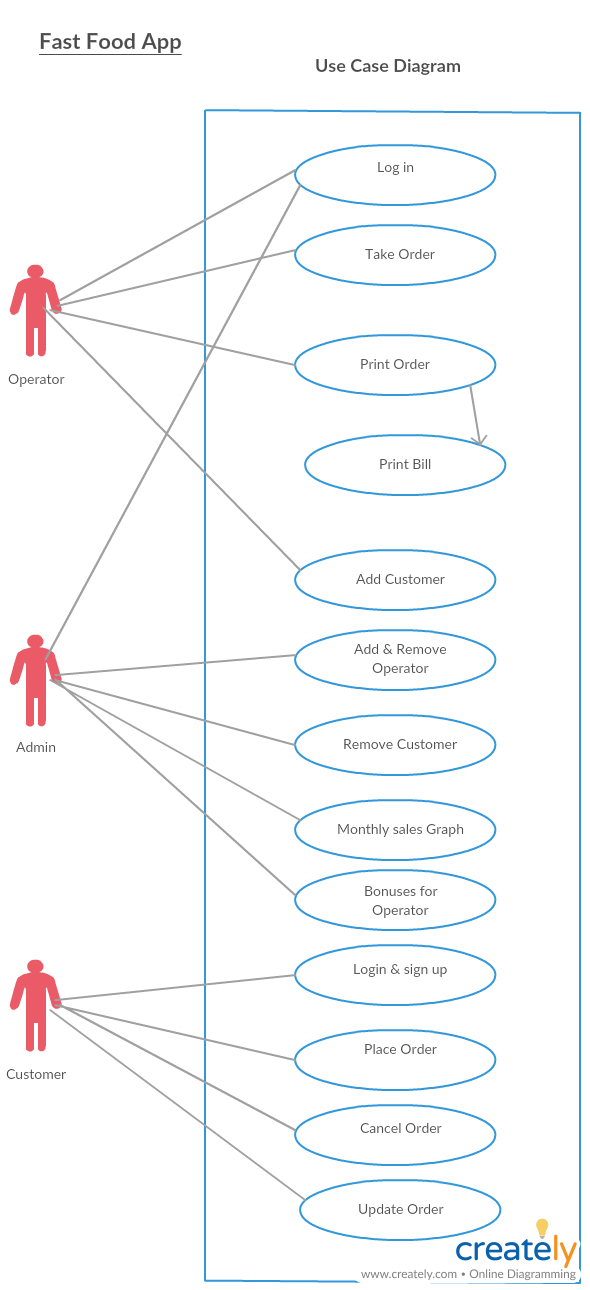 Fast Food App
Use Case Diagram
Log in
Take Order
Print Order
Operator
Print Bill
Add Customer
Add & Remove
Operator
Remove Customer
Admin
Monthly sales Graph
Bonuses for
Operator
Login & sign up
Place Order
Customer
Cancel Order
Update Order
creately
www.creately.com • Online Diagramming